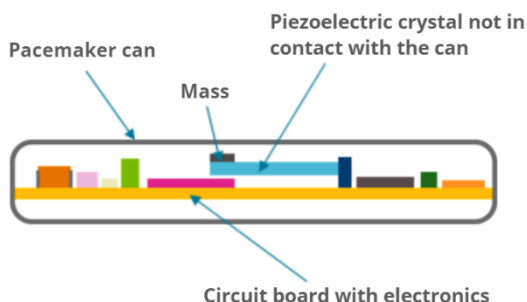 Piezoelectric crystal not in
contact with the can
Pacemaker can
Mass
Circuit board with electronics